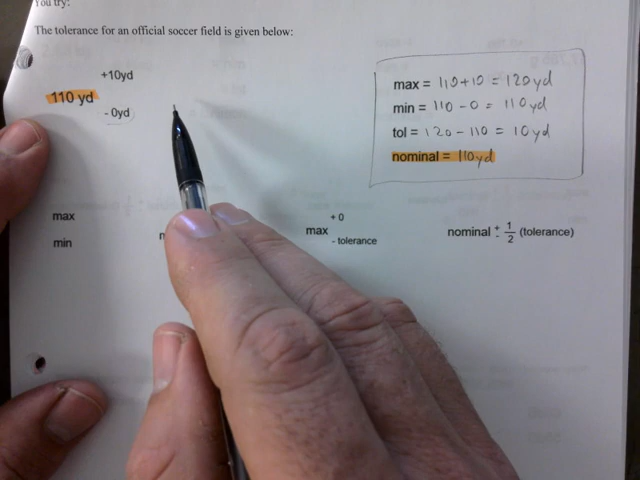 You try:
The tolerance for an official soccer field is given below:
+10yd
110 yd
- 0yd
max = 110+10 = 120yd
min = 110 - 0 = 110yd
tol = 120 - 110 = 10yd
nominal = 110yd
max
min
+ 0
max
- tolerance
nominal ± 1/2 (tolerance)